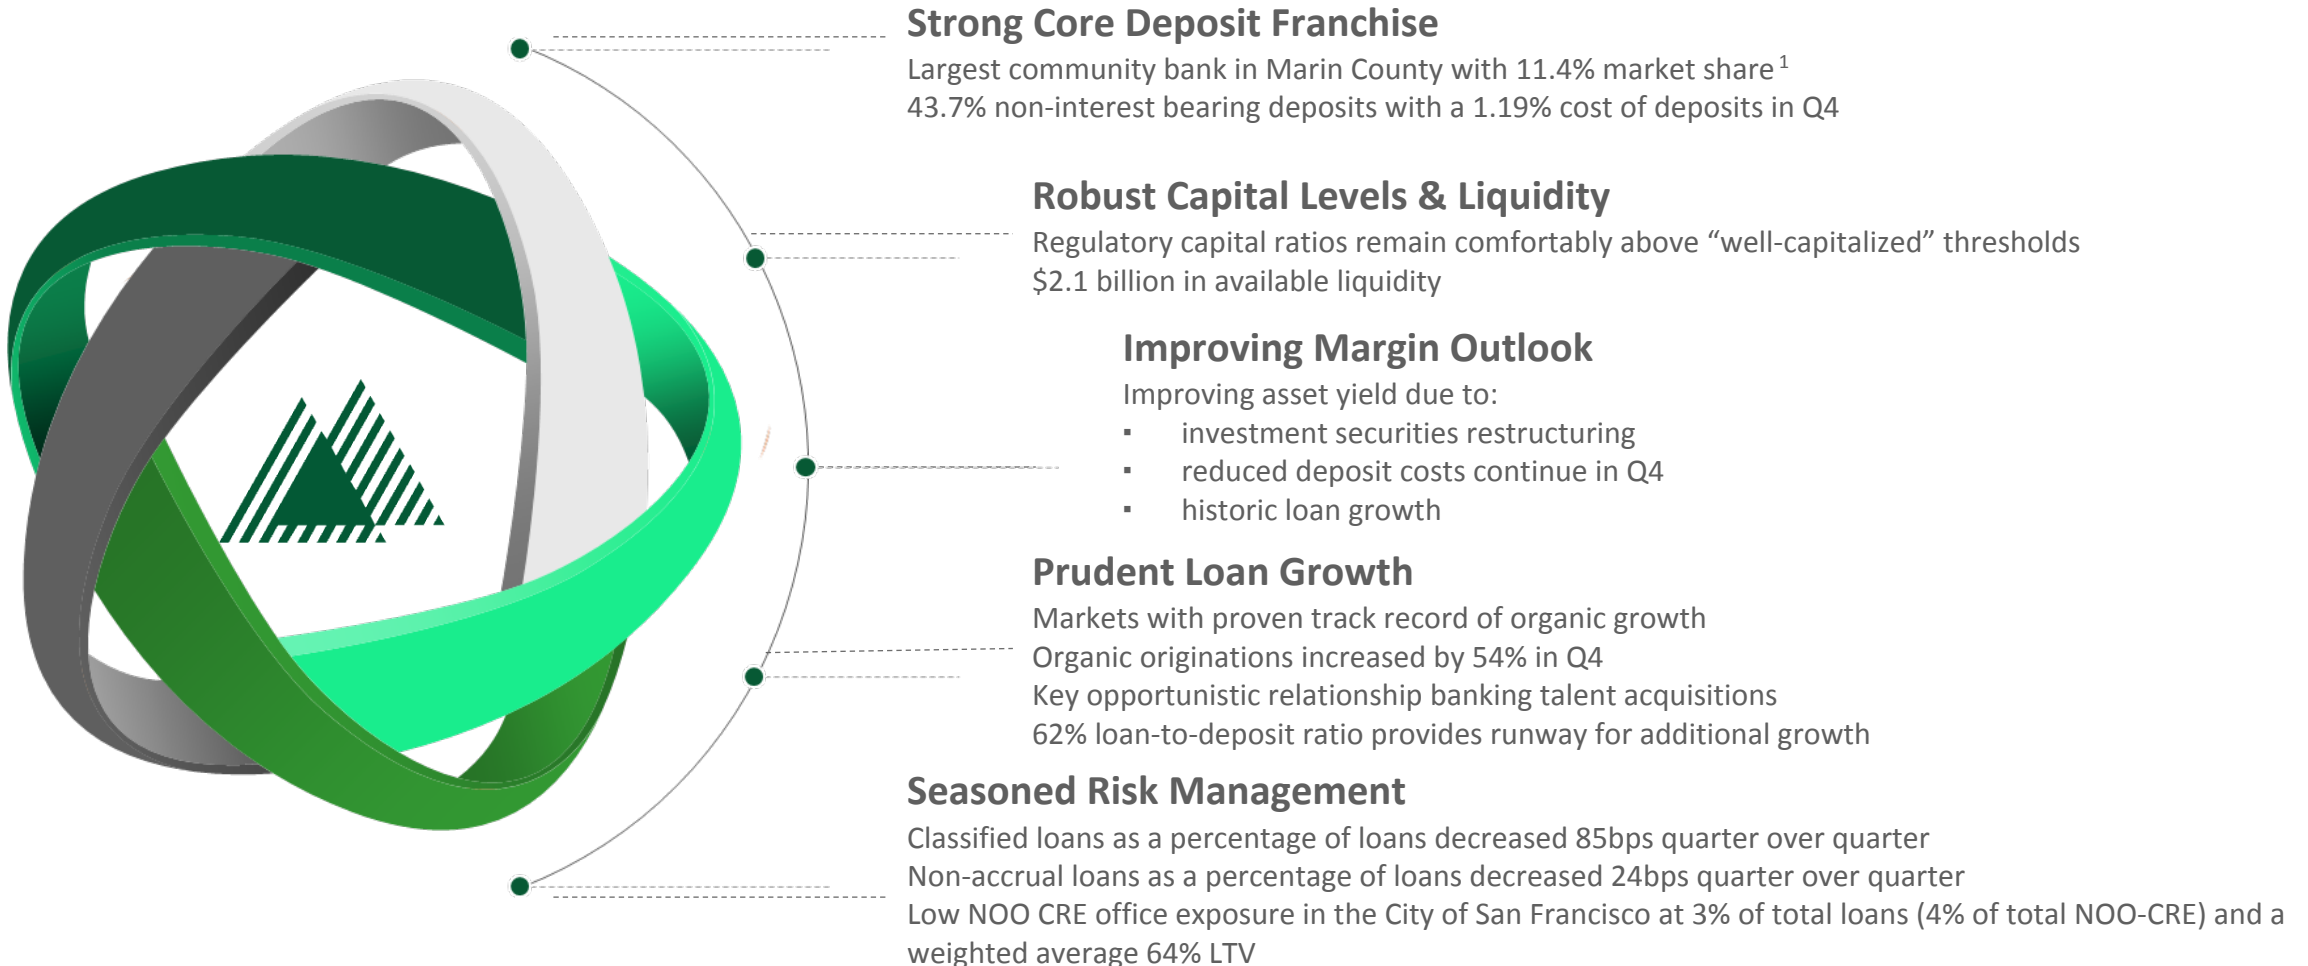 Strong Core Deposit Franchise
Largest community bank in Marin County with 11.4% market share 1
43.7% non-interest bearing deposits with a 1.19% cost of deposits in Q4
Robust Capital Levels & Liquidity
Regulatory capital ratios remain comfortably above “well-capitalized” thresholds
$2.1 billion in available liquidity
Improving Margin Outlook
Improving asset yield due to:
▪ investment securities restructuring
▪ reduced deposit costs continue in Q4
▪ historic loan growth
Prudent Loan Growth
Markets with proven track record of organic growth
Organic originations increased by 54% in Q4
Key opportunistic relationship banking talent acquisitions
62% loan-to-deposit ratio provides runway for additional growth
Seasoned Risk Management
Classified loans as a percentage of loans decreased 85bps quarter over quarter
Non-accrual loans as a percentage of loans decreased 24bps quarter over quarter
Low NOO CRE office exposure in the City of San Francisco at 3% of total loans (4% of total NOO-CRE) and a
weighted average 64% LTV